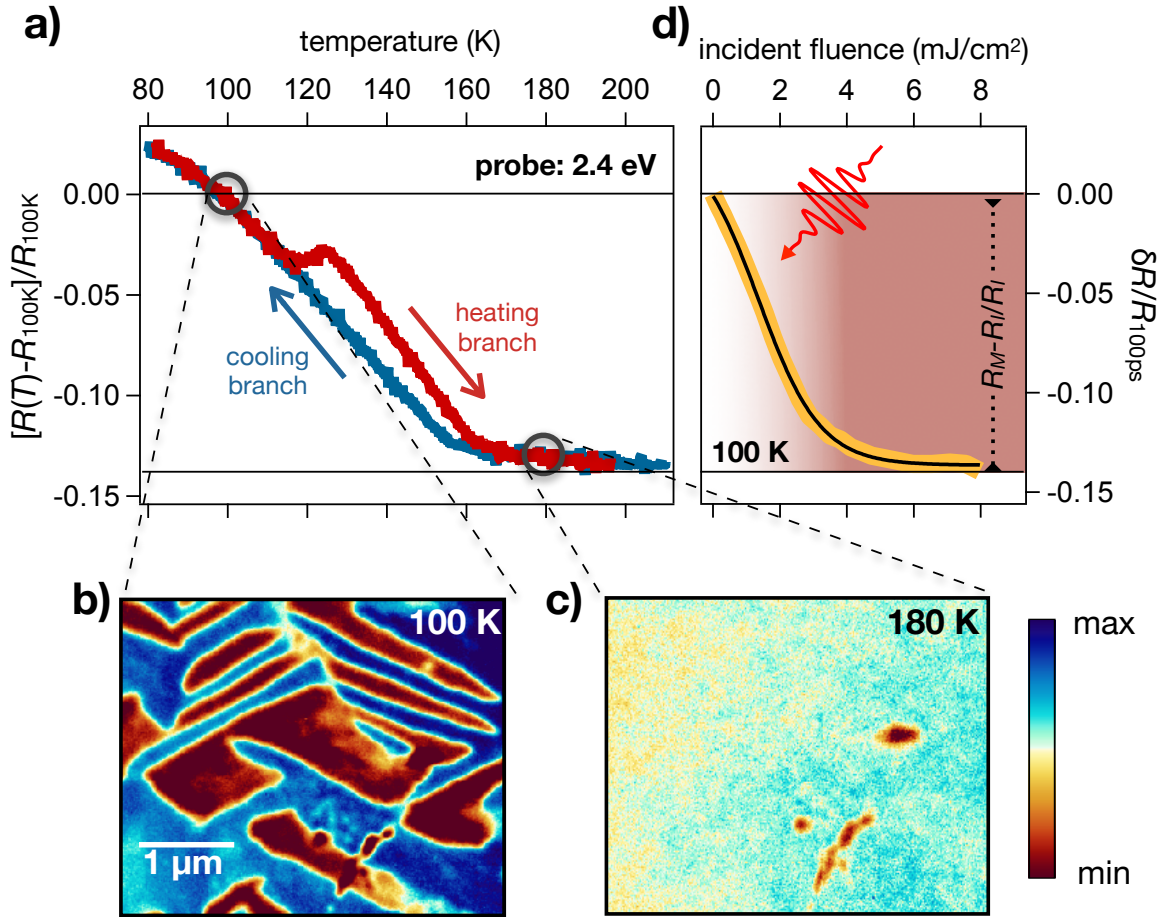 a)
temperature (K)
80 100 120 140 160 180 200
probe: 2.4 eV
[R(T)-R100K]/R100K
0.00
-0.05
-0.10
-0.15
heating
branch
cooling
branch
d)
incident fluence (mJ/cm²)
0 2 4 6 8
100 K
RM-RI/RI
0.00
-0.05
-0.10
-0.15
δR/R100ps
b)
100 K
1 µm
c)
180 K
max
min